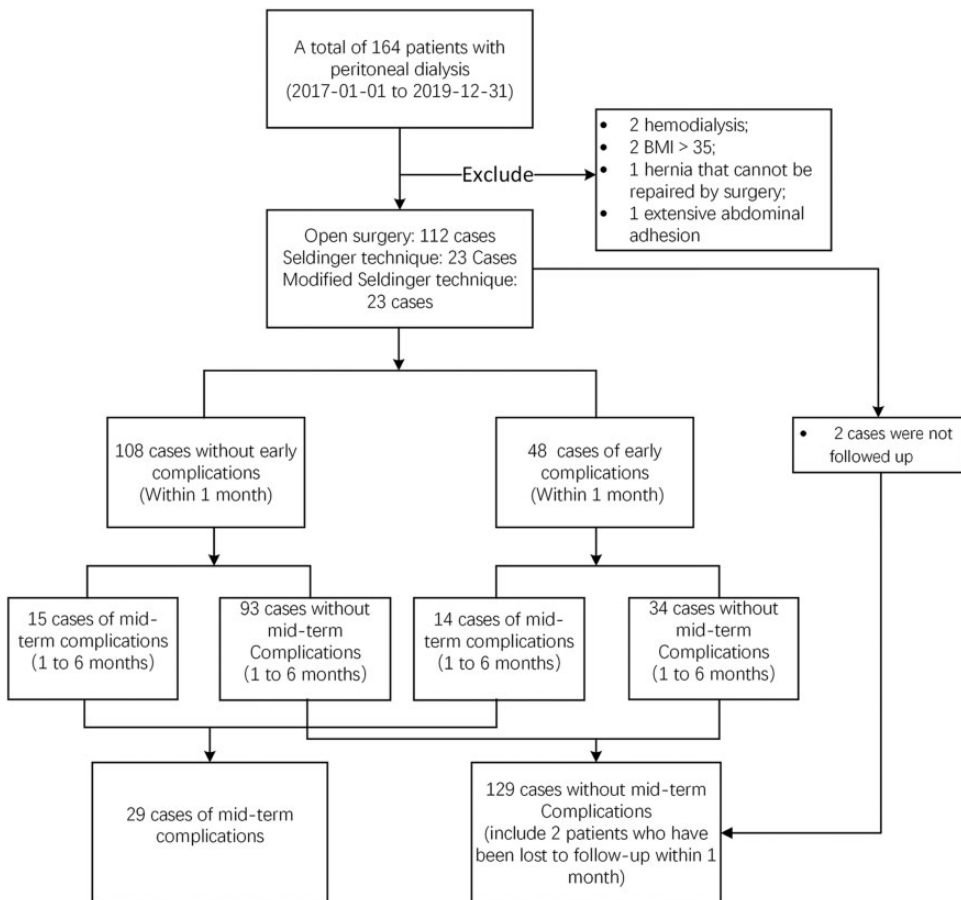 A total of 164 patients with
peritoneal dialysis
(2017-01-01 to 2019-12-31)
Exclude
• 2 hemodialysis;
• 2 BMI > 35;
• 1 hernia that cannot be
repaired by surgery;
• 1 extensive abdominal
adhesion
Open surgery: 112 cases
Seldinger technique: 23 Cases
Modified Seldinger technique:
23 cases
108 cases without early
complications
(Within 1 month)
48 cases of early
complications
(Within 1 month)
• 2 cases were not
followed up
15 cases of mid-
term complications
(1 to 6 months)
93 cases without
mid-term
Complications
(1 to 6 months)
14 cases of mid-
term complications
(1 to 6 months)
34 cases without
mid-term
Complications
(1 to 6 months)
29 cases of mid-term
complications
129 cases without mid-term
Complications
(include 2 patients who have
been lost to follow-up within 1
month)